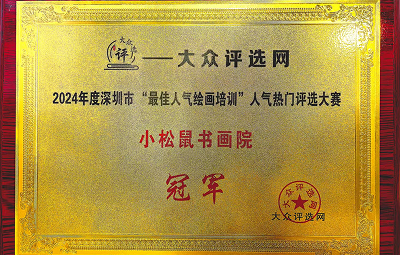 大众
评
一大众评选网
2024年度深圳市“最佳人气绘画培训”人气热门评选大赛
小松鼠书画院
冠军
大众评选网
大众评选网